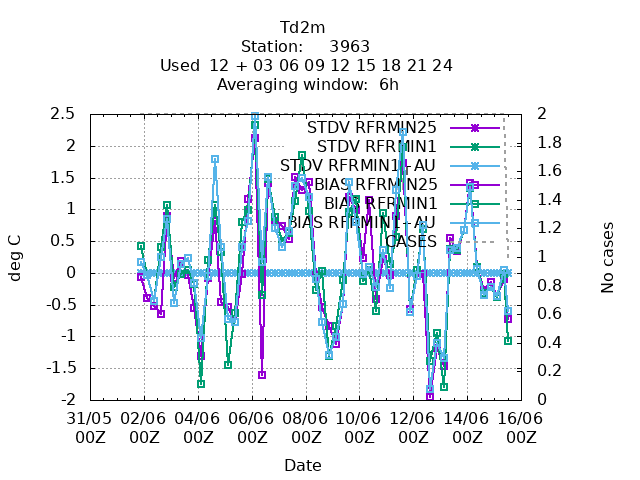 Td2m
Station: 3963
Used 12 + 03 06 09 12 15 18 21 24
Averaging window: 6h
2.5
2
1.5
1
0.5
0
-0.5
-1
-1.5
-2
deg C
2
1.8
1.6
1.4
1.2
1
0.8
0.6
0.4
0.2
0
No cases
STDV RFRMIN25
STDV RFRMIN1
STDV RFRMIN1-AU
BIAS RFRMIN25
BIAS RFRMIN1
BIAS RFRMIN1-AU
CASES
31/05 02/06 04/06 06/06 08/06 10/06 12/06 14/06 16/06
00Z 00Z 00Z 00Z 00Z 00Z 00Z 00Z 00Z
Date